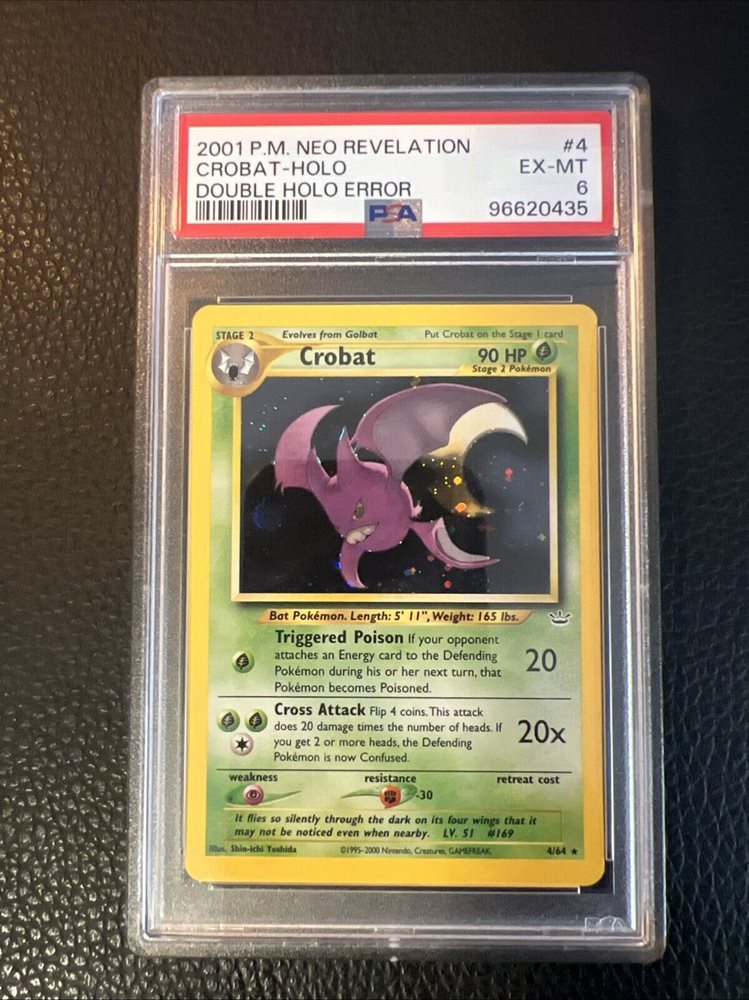 2001 P.M. NEO REVELATION #4
CROBAT-HOLO EX-MT
DOUBLE HOLO ERROR 6
PSA 96620435
STAGE 2 Evolves from Golbat Put Crobat on the Stage 1 card
Crobat 90 HP
Stage 2 Pokémon
Bat Pokémon. Length: 5' 11", Weight: 165 lbs.
Triggered Poison If your opponent
attaches an Energy card to the Defending
Pokémon during his or her next turn, that
Pokémon becomes Poisoned.
20
Cross Attack Flip 4 coins. This attack
does 20 damage times the number of heads. If
you get 2 or more heads, the Defending
Pokémon is now Confused.
20x
weakness resistance retreat cost
-30
It flies so silently through the dark on its four wings that it
may not be noticed even when nearby. LV. 51 #169
Illus. Shin-ichi Yoshida ©1995-2000 Nintendo, Creatures, GAMEFREAK. 4/64 ★
PSA